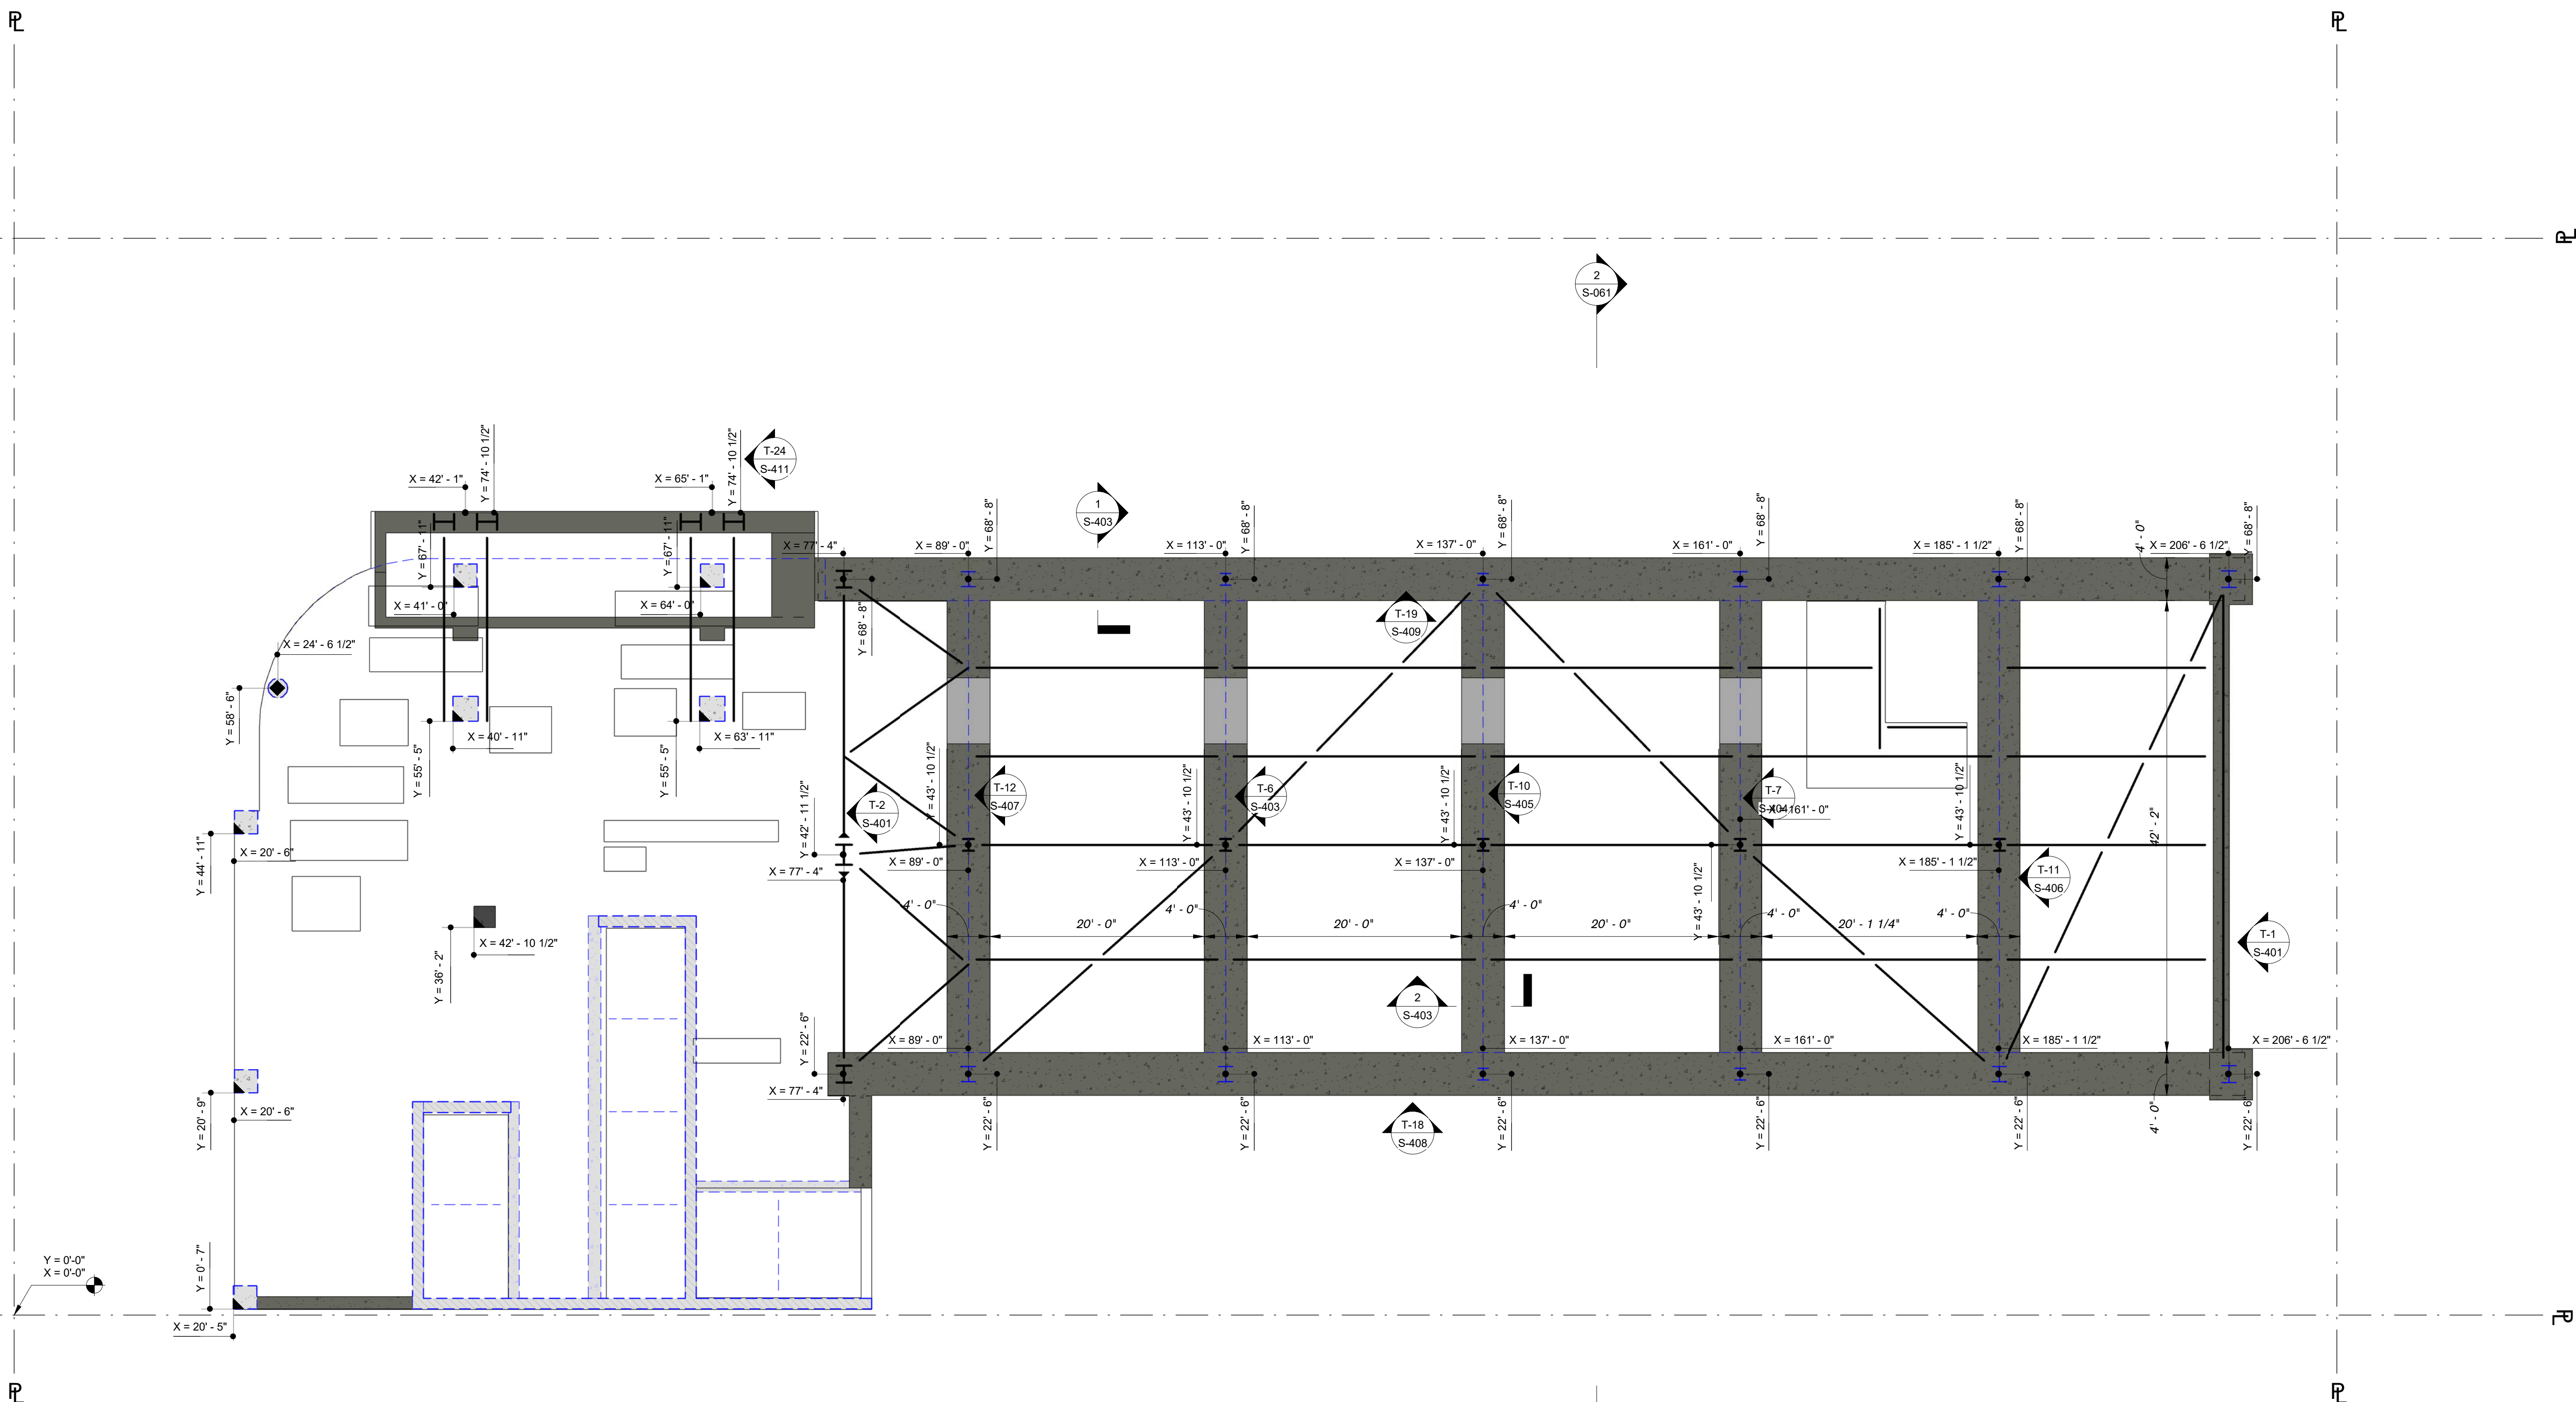 PL
PL
PL
2
S-061
Y = 74' - 10 1/2"
Y = 74' - 10 1/2"
T-24
S-411
X = 42' - 1"
X = 65' - 1"
1
S-403
Y = 68' - 8"
Y = 68' - 8"
Y = 68' - 8"
Y = 68' - 8"
Y = 68' - 8"
Y = 68' - 8"
4' - 0"
Y = 67' - 11"
Y = 67' - 11"
X = 77' - 4"
X = 89' - 0"
X = 113' - 0"
X = 137' - 0"
X = 161' - 0"
X = 185' - 1 1/2"
X = 206' - 6 1/2"
X = 41' - 0"
X = 64' - 0"
Y = 68' - 8"
T-19
S-409
X = 24' - 6 1/2"
Y = 58' - 6"
X = 40' - 11"
X = 63' - 11"
Y = 55' - 5"
Y = 55' - 5"
Y = 42' - 11 1/2"
T-2
S-401
Y = 43' - 10 1/2"
T-12
S-407
Y = 43' - 10 1/2"
T-6
S-403
Y = 43' - 10 1/2"
T-10
S-405
T-7
S-404
X = 161' - 0"
Y = 43' - 10 1/2"
42' - 2"
Y = 44' - 11"
X = 20' - 6"
X = 77' - 4"
X = 89' - 0"
X = 113' - 0"
X = 137' - 0"
Y = 43' - 10 1/2"
X = 185' - 1 1/2"
T-11
S-406
4' - 0"
4' - 0"
4' - 0"
4' - 0"
4' - 0"
20' - 0"
20' - 0"
20' - 0"
20' - 1 1/4"
X = 42' - 10 1/2"
Y = 36' - 2"
T-1
S-401
2
S-403
Y = 22' - 6"
X = 89' - 0"
X = 113' - 0"
X = 137' - 0"
X = 161' - 0"
X = 185' - 1 1/2"
X = 206' - 6 1/2"
X = 77' - 4"
Y = 20' - 9"
X = 20' - 6"
Y = 22' - 6"
Y = 22' - 6"
T-18
S-408
Y = 22' - 6"
Y = 22' - 6"
Y = 22' - 6"
4' - 0"
Y = 22' - 6"
Y = 0'-0"
X = 0'-0"
Y = 0' - 7"
X = 20' - 5"
PL
PL
PL